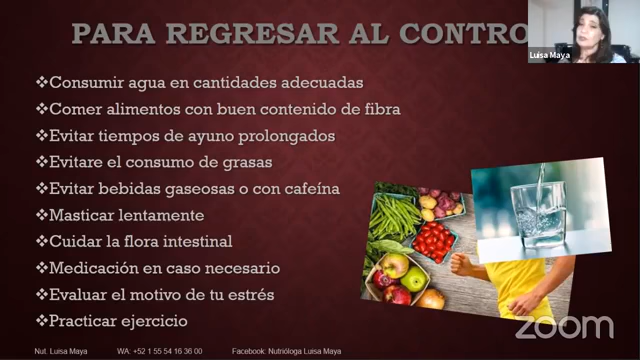 PARA REGRESAR AL CONTRO
Luisa Maya
❖Consumir agua en cantidades adecuadas
❖Comer alimentos con buen contenido de fibra
❖Evitar tiempos de ayuno prolongados
❖Evitare el consumo de grasas
❖Evitar bebidas gaseosas o con cafeína
❖Masticar lentamente
❖Cuidar la flora intestinal
❖Medicación en caso necesario
❖Evaluar el motivo de tu estrés
❖Practicar ejercicio
zoom
Nut. Luisa Maya WA: +52 1 55 54 16 36 00 Facebook: Nutrióloga Luisa Maya